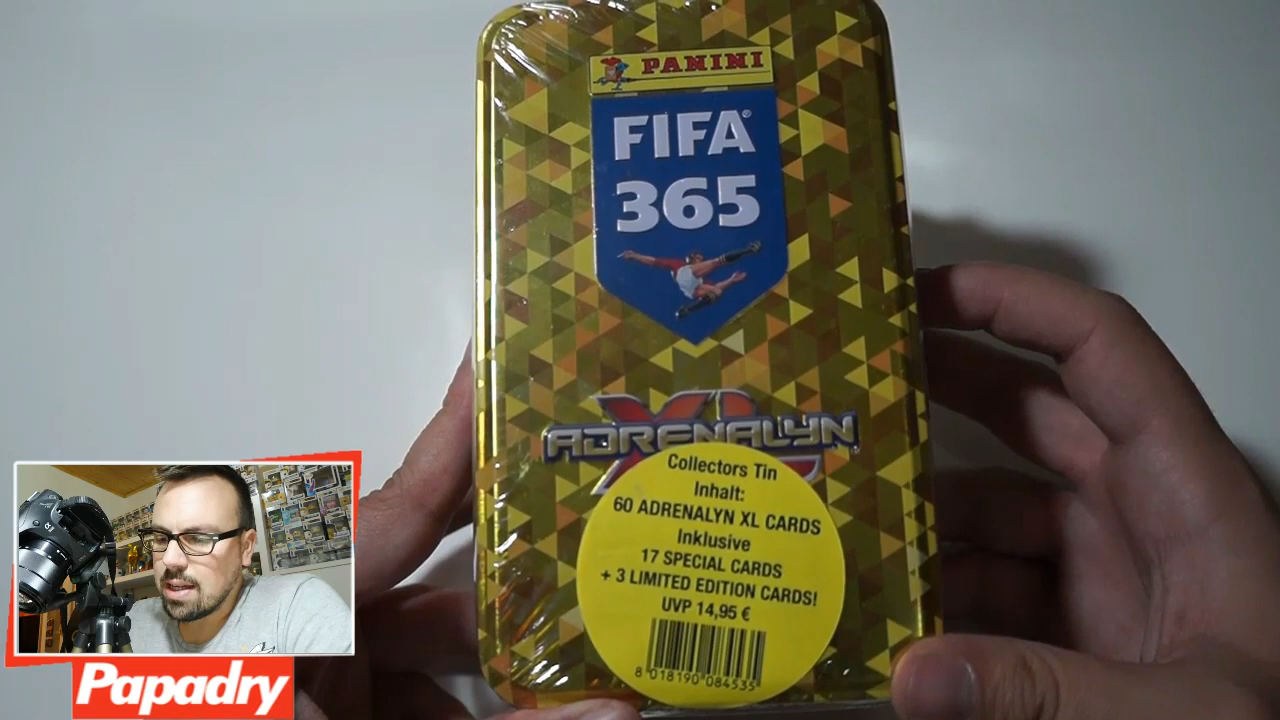 PANINI
FIFA
365
ADRENALYN
XL
Collectors Tin
Inhalt:
60 ADRENALYN XL CARDS
Inklusive
17 SPECIAL CARDS
+ 3 LIMITED EDITION CARDS!
UVP 14,95 €
8 018190 084535
Papadry